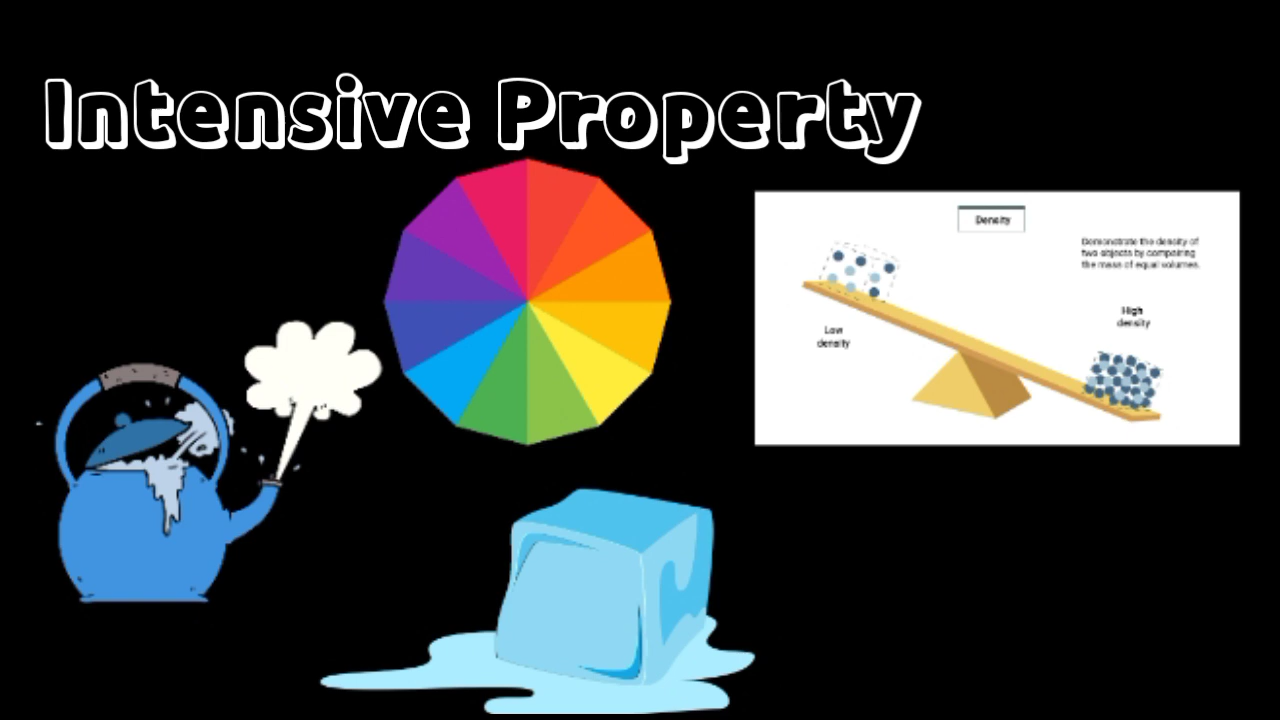 Intensive Property
Density
Demonstrate the density of
two objects by comparing
the mass of equal volumes.
High
density
Low
density